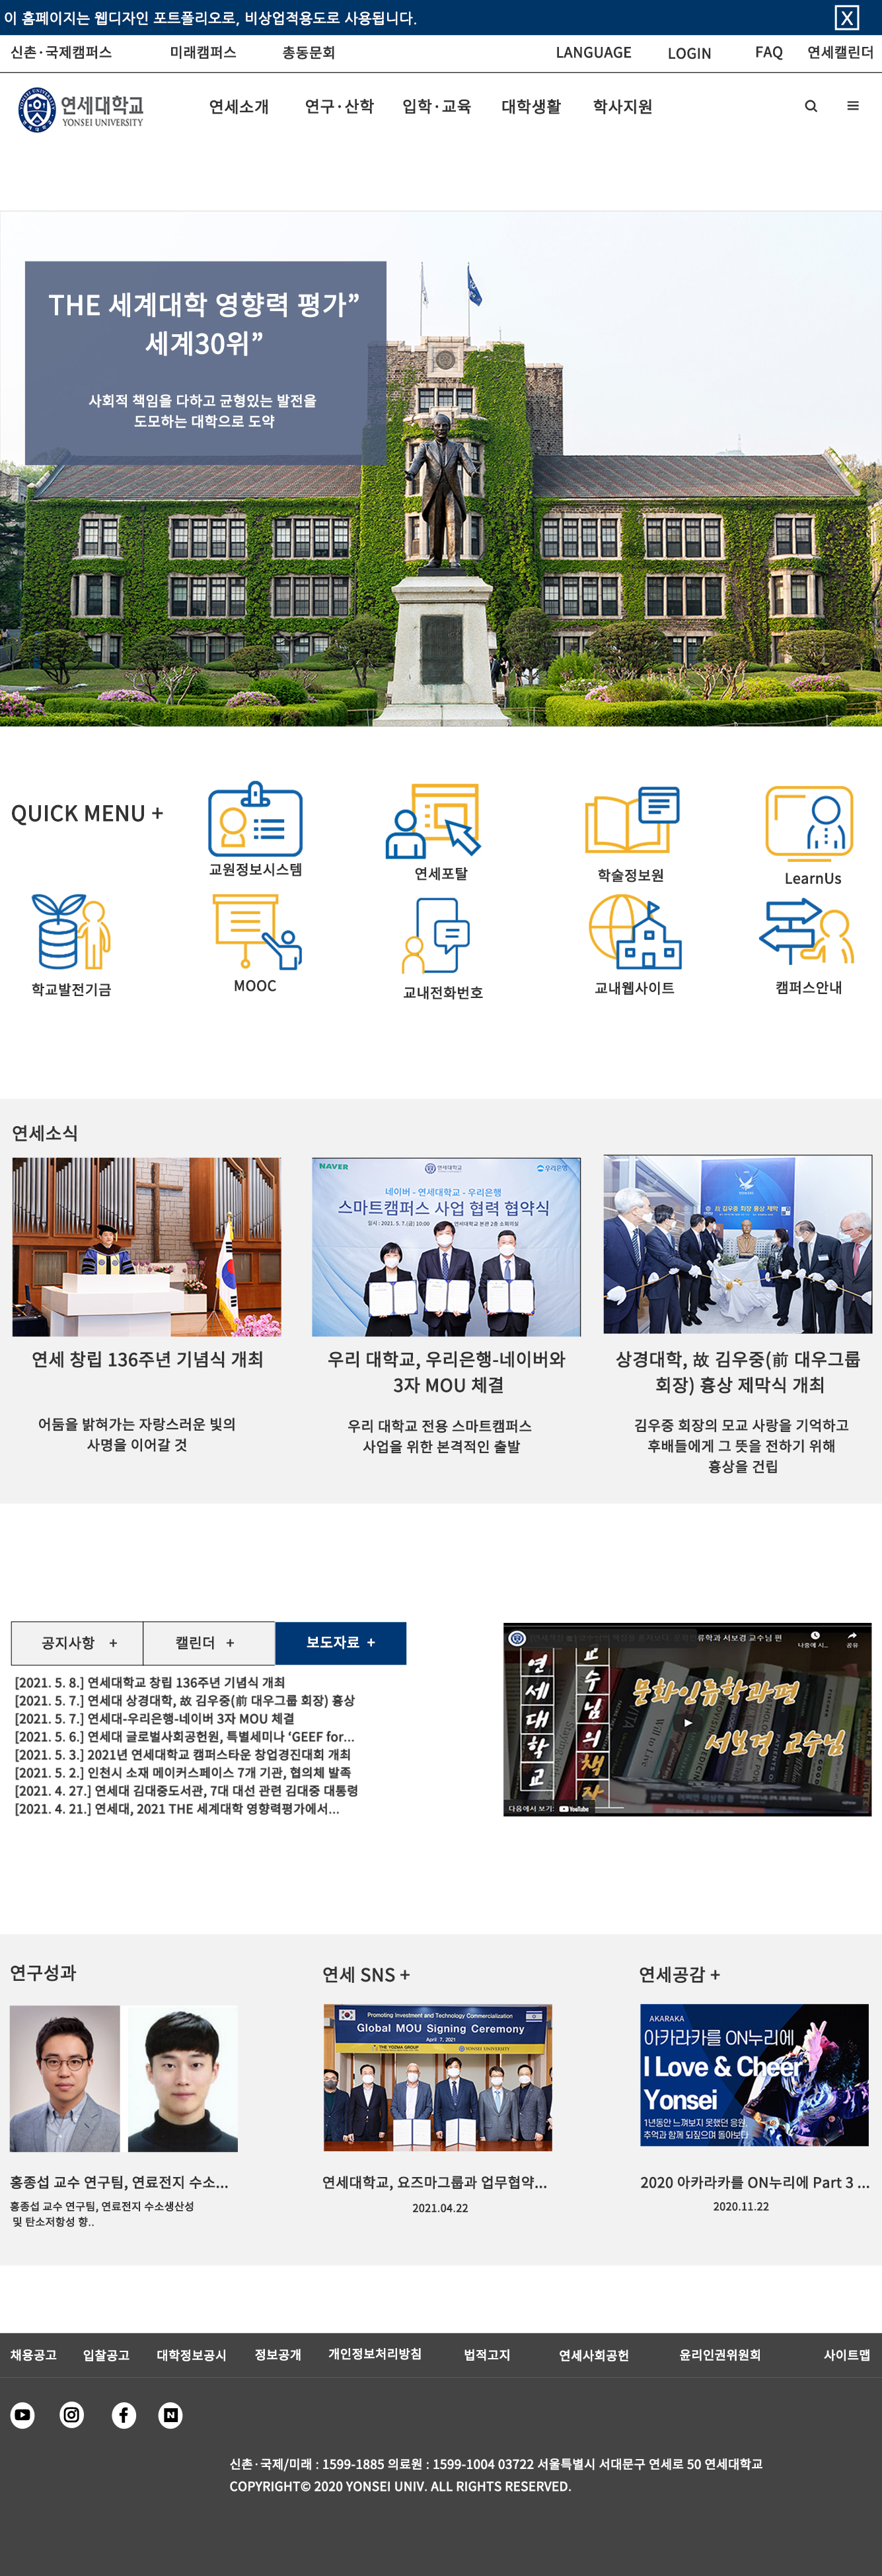 이 홈페이지는 웹디자인 포트폴리오로, 비상업적용도로 사용됩니다.
X
신촌·국제캠퍼스 미래캠퍼스 총동문회 LANGUAGE LOGIN FAQ 연세캘린더
연세대학교
YONSEI UNIVERSITY
연세소개 연구·산학 입학·교육 대학생활 학사지원
THE 세계대학 영향력 평가”
세계30위”
사회적 책임을 다하고 균형있는 발전을
도모하는 대학으로 도약
QUICK MENU +
교원정보시스템 연세포탈 학술정보원 LearnUs
학교발전기금 MOOC 교내전화번호 교내웹사이트 캠퍼스안내
연세소식
NAVER 연세대학교 우리은행
네이버 - 연세대학교 - 우리은행
스마트캠퍼스 사업 협력 협약식
일시 : 2021. 5. 7.(금) 10:00
故 김우중 회장 흉상 제막
연세 창립 136주년 기념식 개최
어둠을 밝혀가는 자랑스러운 빛의
사명을 이어갈 것
우리 대학교, 우리은행-네이버와
3자 MOU 체결
우리 대학교 전용 스마트캠퍼스
사업을 위한 본격적인 출발
상경대학, 故 김우중(前 대우그룹
회장) 흉상 제막식 개최
김우중 회장의 모교 사랑을 기억하고
후배들에게 그 뜻을 전하기 위해
흉상을 건립
공지사항 + 캘린더 + 보도자료 +
[2021. 5. 8.] 연세대학교 창립 136주년 기념식 개최
[2021. 5. 7.] 연세대 상경대학, 故 김우중(前 대우그룹 회장) 흉상
[2021. 5. 7.] 연세대-우리은행-네이버 3자 MOU 체결
[2021. 5. 6.] 연세대 글로벌사회공헌원, 특별세미나 ‘GEEF for...
[2021. 5. 3.] 2021년 연세대학교 캠퍼스타운 창업경진대회 개최
[2021. 5. 2.] 인천시 소재 메이커스페이스 7개 기관, 협의체 발족
[2021. 4. 27.] 연세대 김대중도서관, 7대 대선 관련 김대중 대통령
[2021. 4. 21.] 연세대, 2021 THE 세계대학 영향력평가에서...
류학과 서보경 교수님 편
나중에 시... 공유
연세대학교
교수님의 책장
문화인류학과편
서보경 교수님
다음에서 보기: YouTube
연구성과
연세 SNS +
연세공감 +
Promoting Investment and Technology Commercialization
Global MOU Signing Ceremony
April 7, 2021
THE YOZMA GROUP YONSEI UNIVERSITY
AKARAKA
아카라카를 ON누리에
I Love & Cheer
Yonsei
1년동안 느껴보지 못했던 응원,
추억과 함께 되짚으며 돌아보다
홍종섭 교수 연구팀, 연료전지 수소...
홍종섭 교수 연구팀, 연료전지 수소생산성
및 탄소저항성 향..
연세대학교, 요즈마그룹과 업무협약...
2021.04.22
2020 아카라카를 ON누리에 Part 3 ...
2020.11.22
채용공고 입찰공고 대학정보공시 정보공개 개인정보처리방침 법적고지 연세사회공헌 윤리인권위원회 사이트맵
신촌·국제/미래 : 1599-1885 의료원 : 1599-1004 03722 서울특별시 서대문구 연세로 50 연세대학교
COPYRIGHT© 2020 YONSEI UNIV. ALL RIGHTS RESERVED.